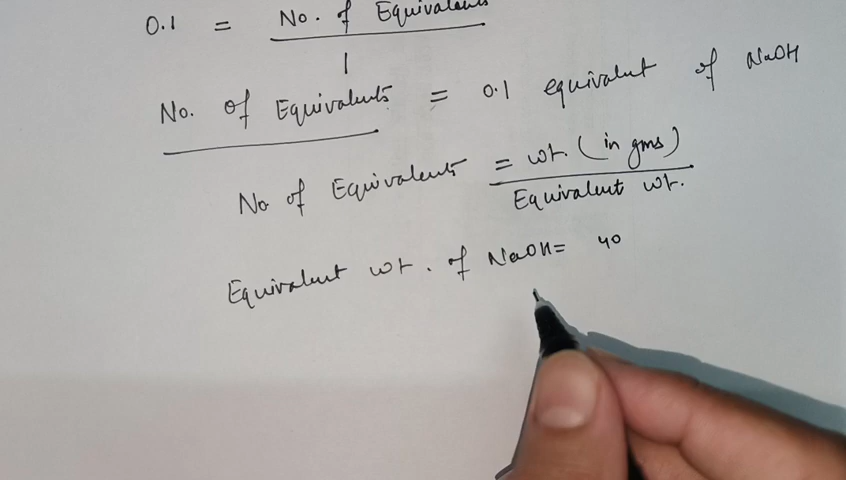 0.1 = No. of Equivalents
1
No. of Equivalents = 0.1 equivalent of NaOH
No of Equivalents = wt. (in gms)
Equivalent wt.
Equivalent wt. of NaOH = 40